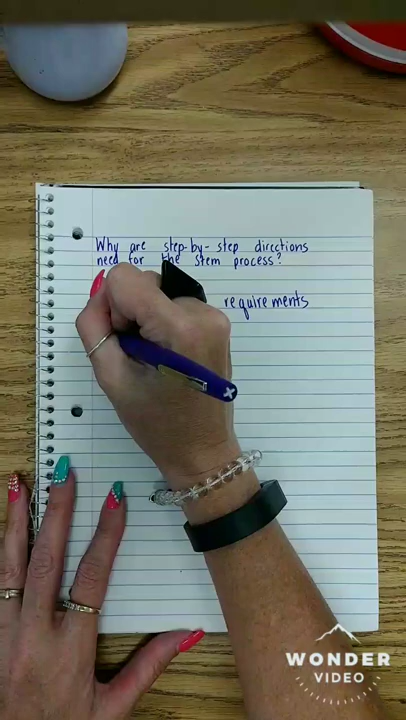 Why are step-by-step directions
need for the stem process?
requirements
WONDER
VIDEO